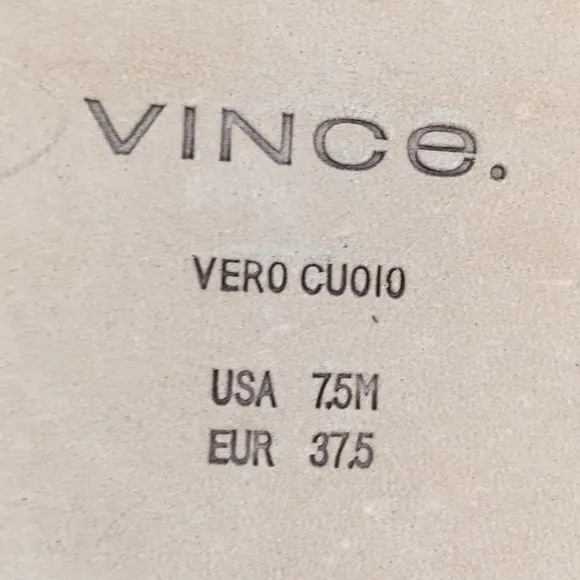 VINCe.
VERO CUOIO
USA 7.5M
EUR 37.5